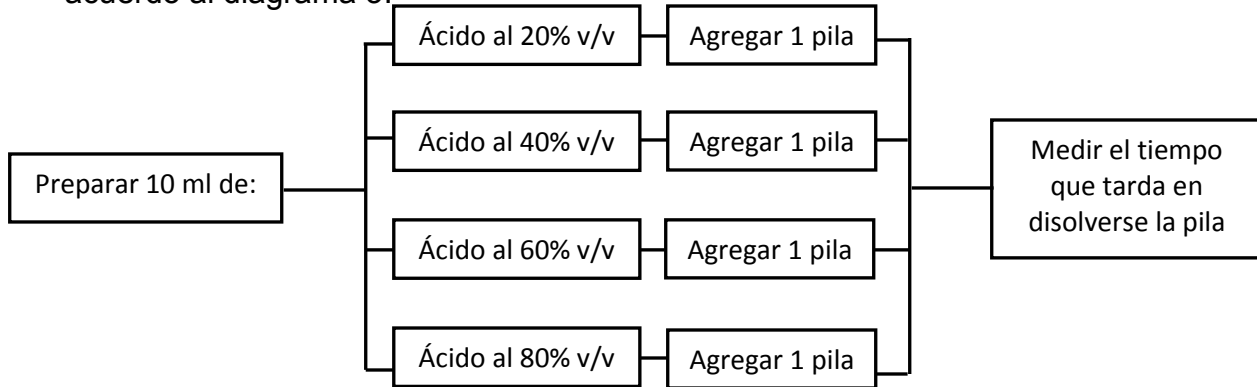 Ácido al 20% v/v
Agregar 1 pila
Ácido al 40% v/v
Agregar 1 pila
Preparar 10 ml de:
Medir el tiempo
que tarda en
disolverse la pila
Ácido al 60% v/v
Agregar 1 pila
Ácido al 80% v/v
Agregar 1 pila